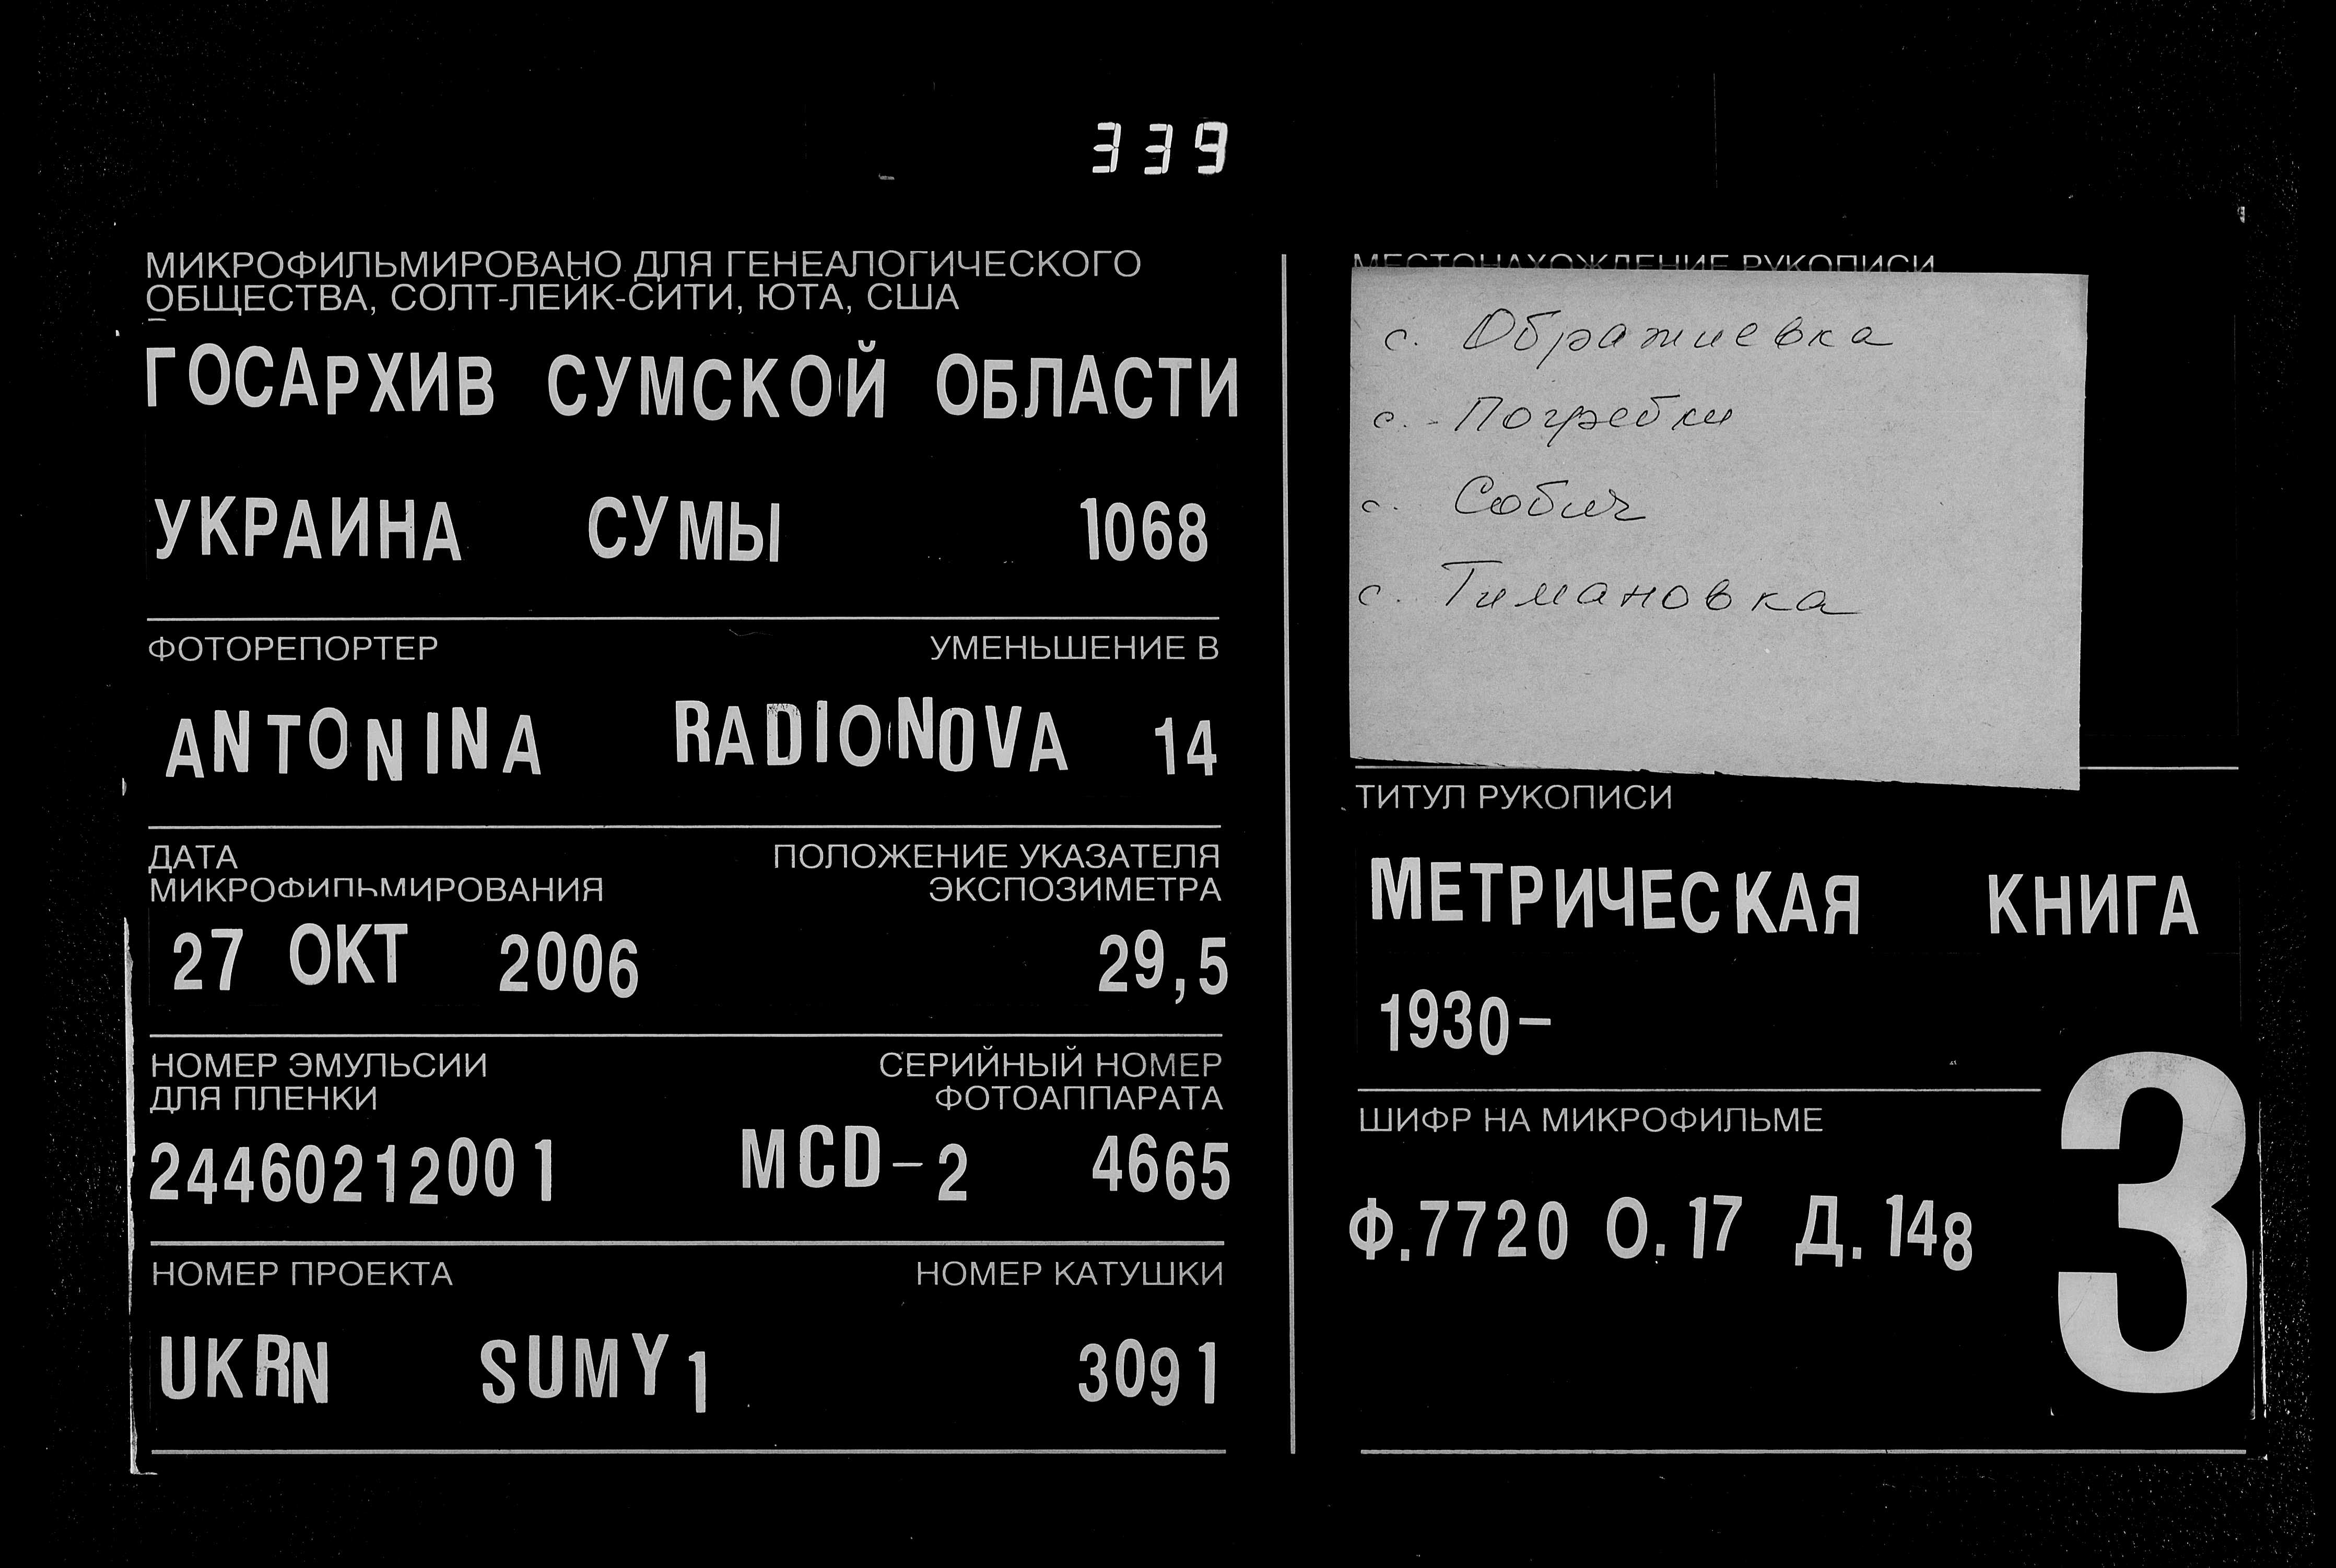 339
МИКРОФИЛЬМИРОВАНО ДЛЯ ГЕНЕАЛОГИЧЕСКОГО
ОБЩЕСТВА, СОЛТ-ЛЕЙК-СИТИ, ЮТА, США
ГОСАРХИВ СУМСКОЙ ОБЛАСТИ
УКРАИНА СУМЫ 1068
ФОТОРЕПОРТЕР УМЕНЬШЕНИЕ В
ANTONINA RADIONOVA 14
ДАТА
МИКРОФИЛЬМИРОВАНИЯ
ПОЛОЖЕНИЕ УКАЗАТЕЛЯ
ЭКСПОЗИМЕТРА
27 ОКТ 2006 29,5
НОМЕР ЭМУЛЬСИИ
ДЛЯ ПЛЕНКИ
СЕРИЙНЫЙ НОМЕР
ФОТОАППАРАТА
24460212001 MCD-2 4665
НОМЕР ПРОЕКТА НОМЕР КАТУШКИ
UKRN SUMY1 3091
МЕСТОНАХОЖДЕНИЕ РУКОПИСИ
с. Ображиевка
с. Погребки
с. Собич
с. Тимановка
ТИТУЛ РУКОПИСИ
МЕТРИЧЕСКАЯ КНИГА
1930-
ШИФР НА МИКРОФИЛЬМЕ
Ф.7720 О.17 Д.148
3